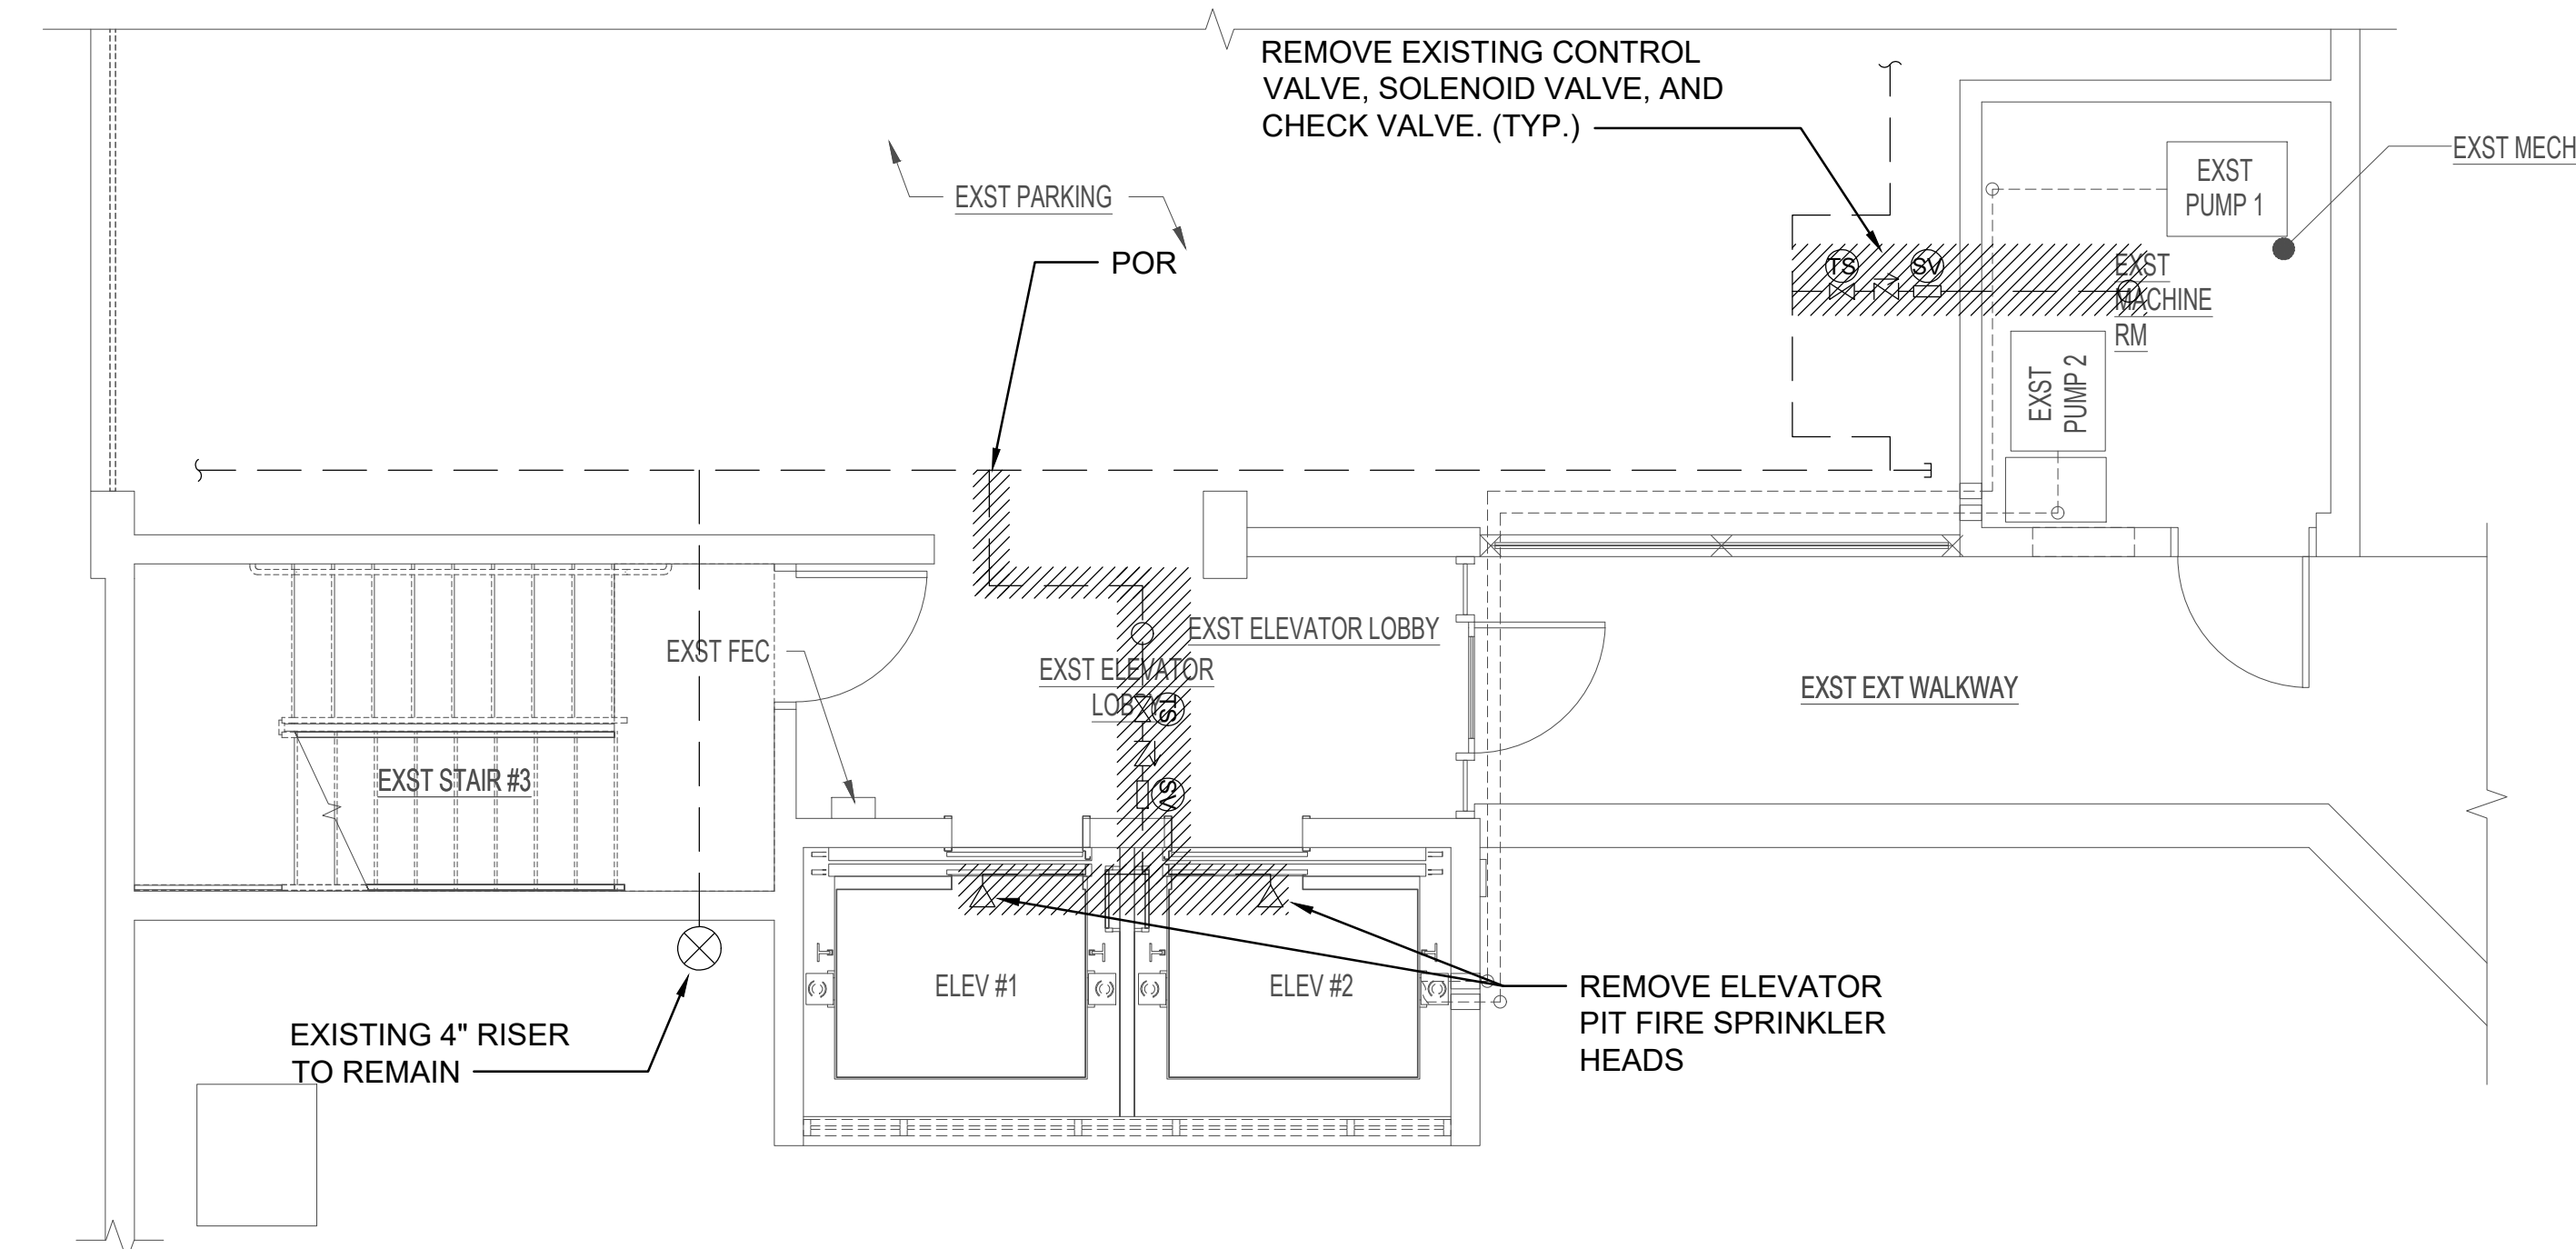 REMOVE EXISTING CONTROL
VALVE, SOLENOID VALVE, AND
CHECK VALVE. (TYP.)
EXST MECH
EXST
PUMP 1
EXST PARKING
POR
TS
SV
EXST
MACHINE
RM
EXST
PUMP 2
EXST ELEVATOR LOBBY
EXST FEC
EXST ELEVATOR
LOBBY
TS
EXST EXT WALKWAY
EXST STAIR #3
SV
ELEV #1
ELEV #2
REMOVE ELEVATOR
PIT FIRE SPRINKLER
HEADS
EXISTING 4" RISER
TO REMAIN